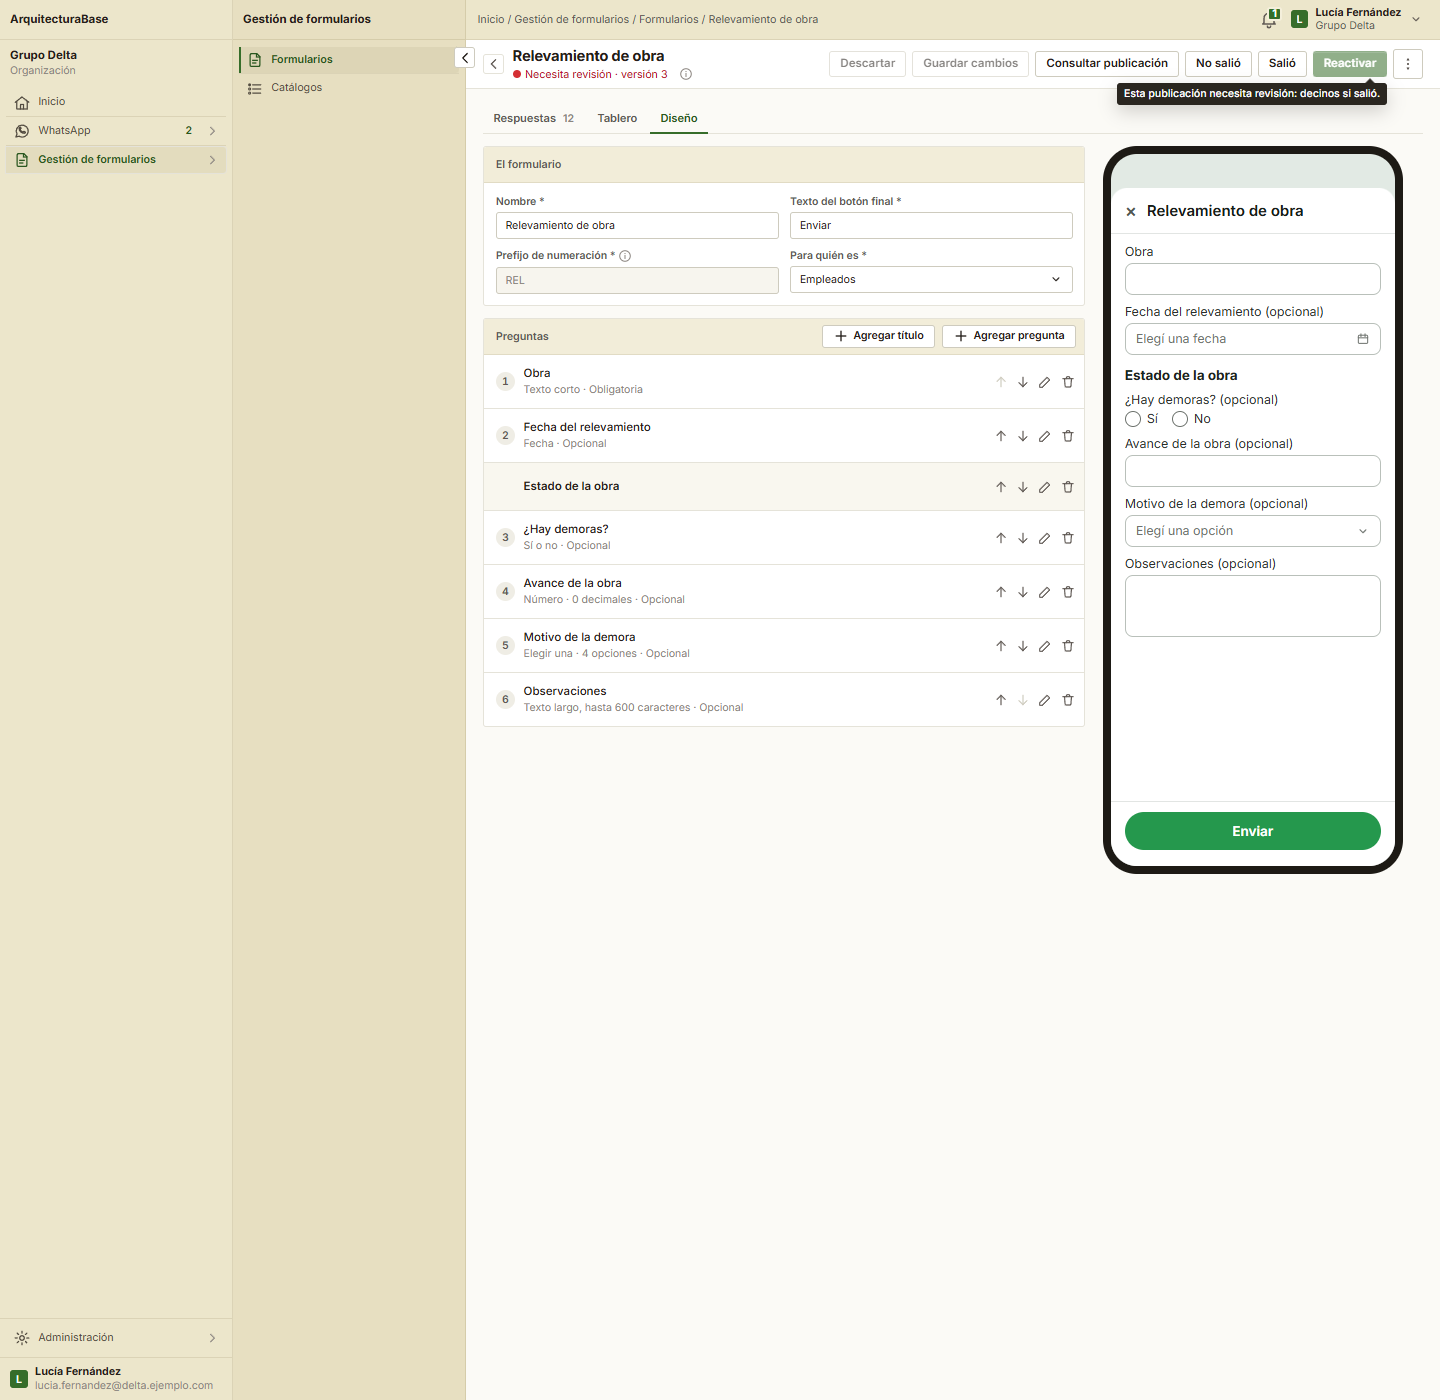 ArquitecturaBase
Grupo Delta
Organización
Inicio
WhatsApp 2
Gestión de formularios
Administración
L Lucía Fernández
lucia.fernandez@delta.ejemplo.com
Gestión de formularios
Formularios
Catálogos
Inicio / Gestión de formularios / Formularios / Relevamiento de obra
1
L Lucía Fernández
Grupo Delta
Relevamiento de obra
Necesita revisión · versión 3
Descartar
Guardar cambios
Consultar publicación
No salió
Salió
Reactivar
Esta publicación necesita revisión: decinos si salió.
Respuestas 12
Tablero
Diseño
El formulario
Nombre *
Relevamiento de obra
Texto del botón final *
Enviar
Prefijo de numeración *
REL
Para quién es *
Empleados
Preguntas
Agregar título
Agregar pregunta
1 Obra
Texto corto · Obligatoria
2 Fecha del relevamiento
Fecha · Opcional
Estado de la obra
3 ¿Hay demoras?
Sí o no · Opcional
4 Avance de la obra
Número · 0 decimales · Opcional
5 Motivo de la demora
Elegir una · 4 opciones · Opcional
6 Observaciones
Texto largo, hasta 600 caracteres · Opcional
Relevamiento de obra
Obra
Fecha del relevamiento (opcional)
Elegí una fecha
Estado de la obra
¿Hay demoras? (opcional)
Sí No
Avance de la obra (opcional)
Motivo de la demora (opcional)
Elegí una opción
Observaciones (opcional)
Enviar